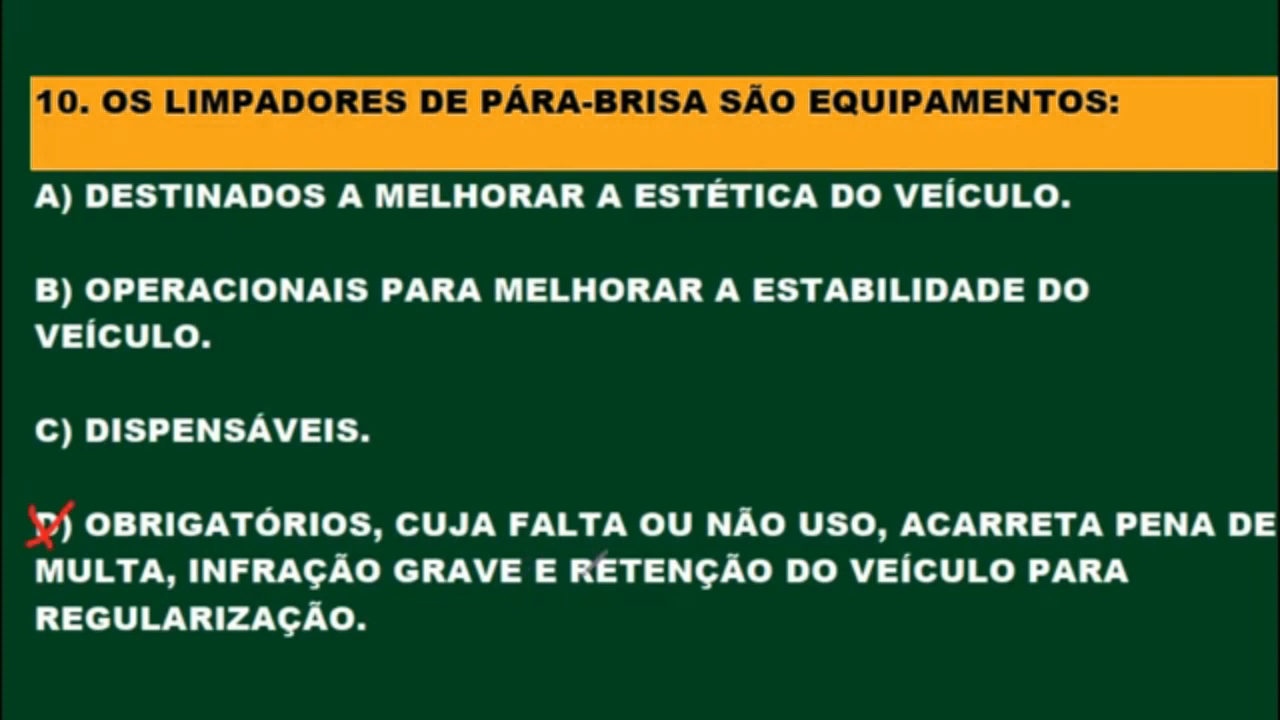 10. OS LIMPADORES DE PÁRA-BRISA SÃO EQUIPAMENTOS:
A) DESTINADOS A MELHORAR A ESTÉTICA DO VEÍCULO.
B) OPERACIONAIS PARA MELHORAR A ESTABILIDADE DO
VEÍCULO.
C) DISPENSÁVEIS.
D) OBRIGATÓRIOS, CUJA FALTA OU NÃO USO, ACARRETA PENA DE
MULTA, INFRAÇÃO GRAVE E RETENÇÃO DO VEÍCULO PARA
REGULARIZAÇÃO.